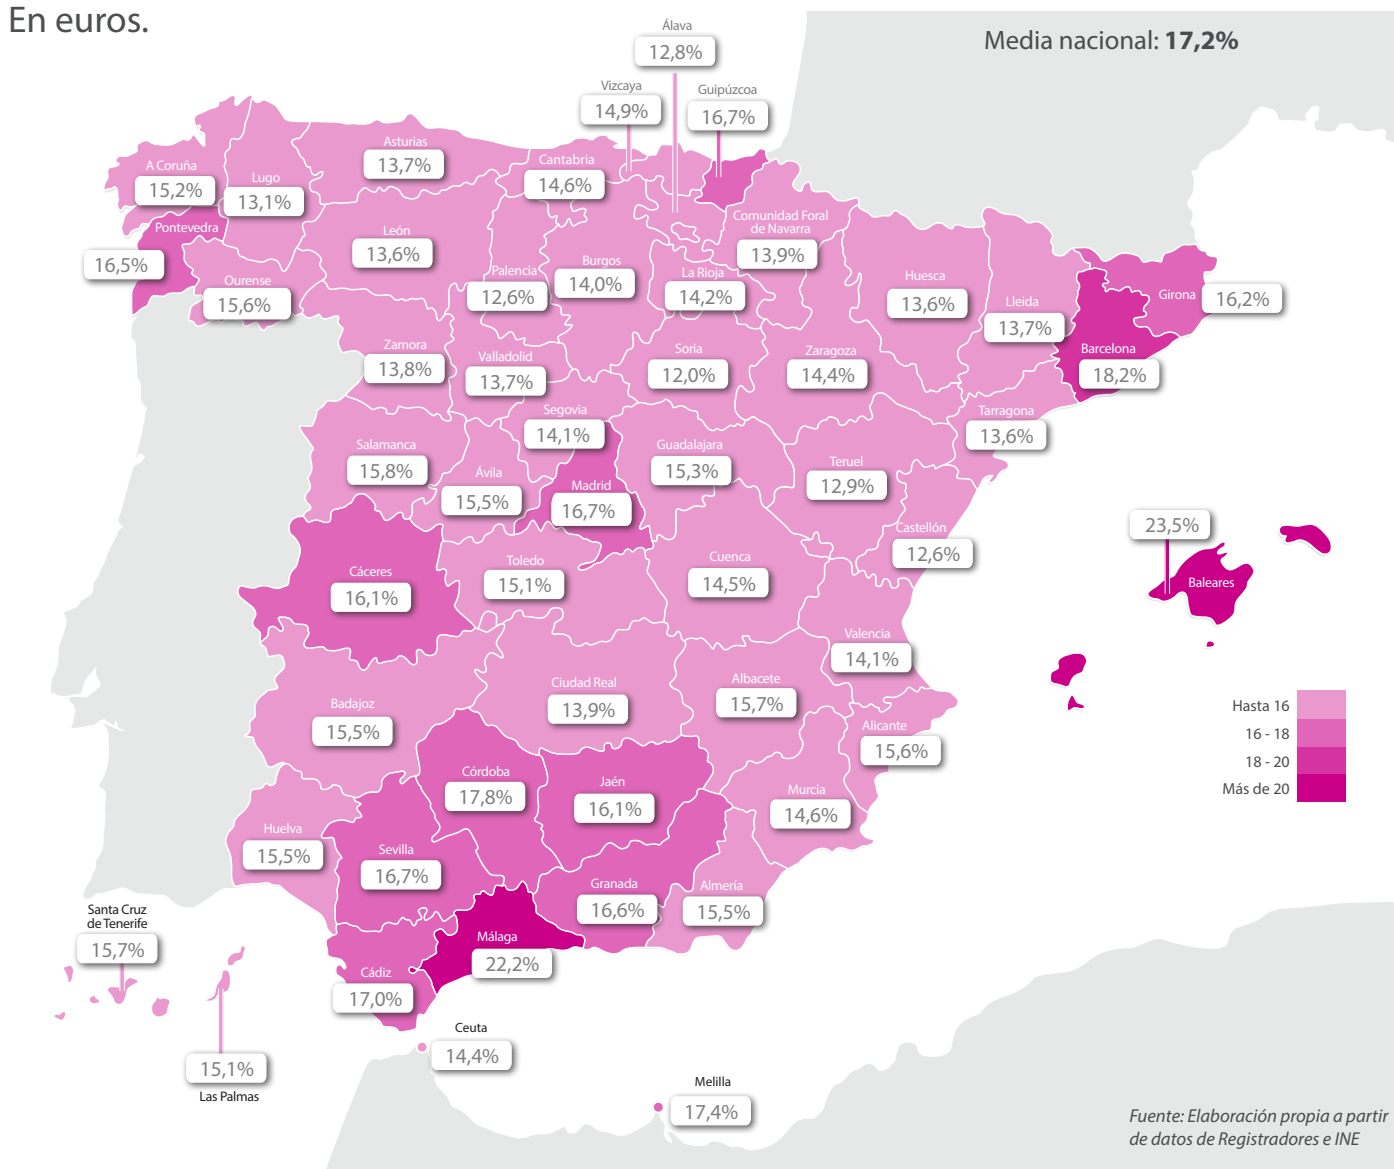 En euros.
Media nacional: 17,2%
Álava
12,8%
Vizcaya
14,9%
Guipúzcoa
16,7%
Asturias
13,7%
Cantabria
14,6%
A Coruña
15,2%
Lugo
13,1%
Pontevedra
16,5%
Ourense
15,6%
León
13,6%
Palencia
12,6%
Burgos
14,0%
La Rioja
14,2%
Comunidad Foral
de Navarra
13,9%
Huesca
13,6%
Lleida
13,7%
Girona
16,2%
Barcelona
18,2%
Zamora
13,8%
Valladolid
13,7%
Soria
12,0%
Zaragoza
14,4%
Tarragona
13,6%
Segovia
14,1%
Salamanca
15,8%
Ávila
15,5%
Madrid
16,7%
Guadalajara
15,3%
Teruel
12,9%
Castellón
12,6%
23,5%
Baleares
Cáceres
16,1%
Toledo
15,1%
Cuenca
14,5%
Valencia
14,1%
Badajoz
15,5%
Ciudad Real
13,9%
Albacete
15,7%
Alicante
15,6%
Hasta 16
16 - 18
18 - 20
Más de 20
Córdoba
17,8%
Jaén
16,1%
Murcia
14,6%
Huelva
15,5%
Sevilla
16,7%
Granada
16,6%
Almería
15,5%
Santa Cruz
de Tenerife
15,7%
Málaga
22,2%
Cádiz
17,0%
Ceuta
14,4%
15,1%
Las Palmas
Melilla
17,4%
Fuente: Elaboración propia a partir
de datos de Registradores e INE